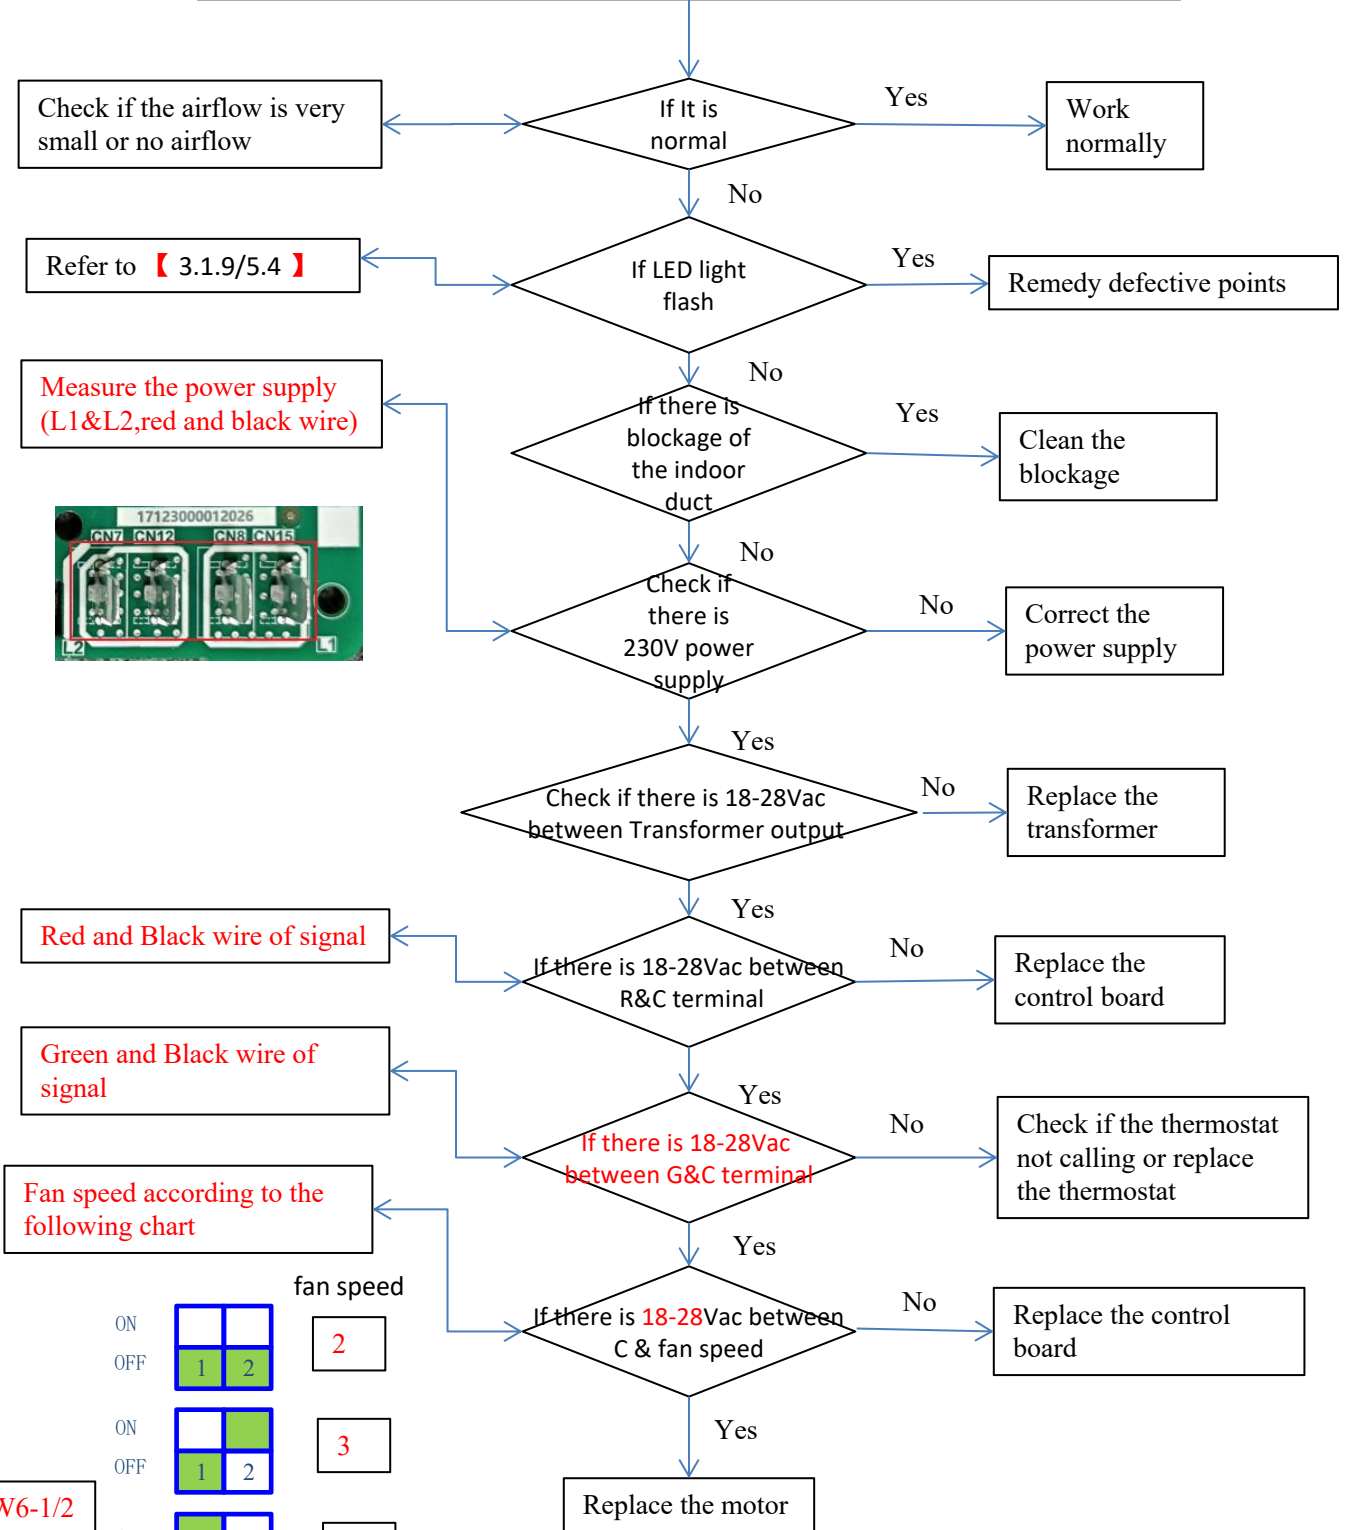 Check if the airflow is very
small or no airflow
If It is
normal
Yes
Work
normally
No
Refer to 【 3.1.9/5.4 】
If LED light
flash
Yes
Remedy defective points
No
Measure the power supply
(L1&L2,red and black wire)
If there is
blockage of
the indoor
duct
Yes
Clean the
blockage
17123000012026
CN7 CN12 CN8 CN15
L2 L1
No
Check if
there is
230V power
supply
No
Correct the
power supply
Yes
Check if there is 18-28Vac
between Transformer output
No
Replace the
transformer
Yes
Red and Black wire of signal
If there is 18-28Vac between
R&C terminal
No
Replace the
control board
Green and Black wire of
signal
Yes
If there is 18-28Vac
between G&C terminal
No
Check if the thermostat
not calling or replace
the thermostat
Fan speed according to the
following chart
Yes
If there is 18-28Vac between
C & fan speed
No
Replace the control
board
fan speed
ON
OFF 1 2
2
ON
OFF 1 2
3
Yes
W6-1/2
Replace the motor